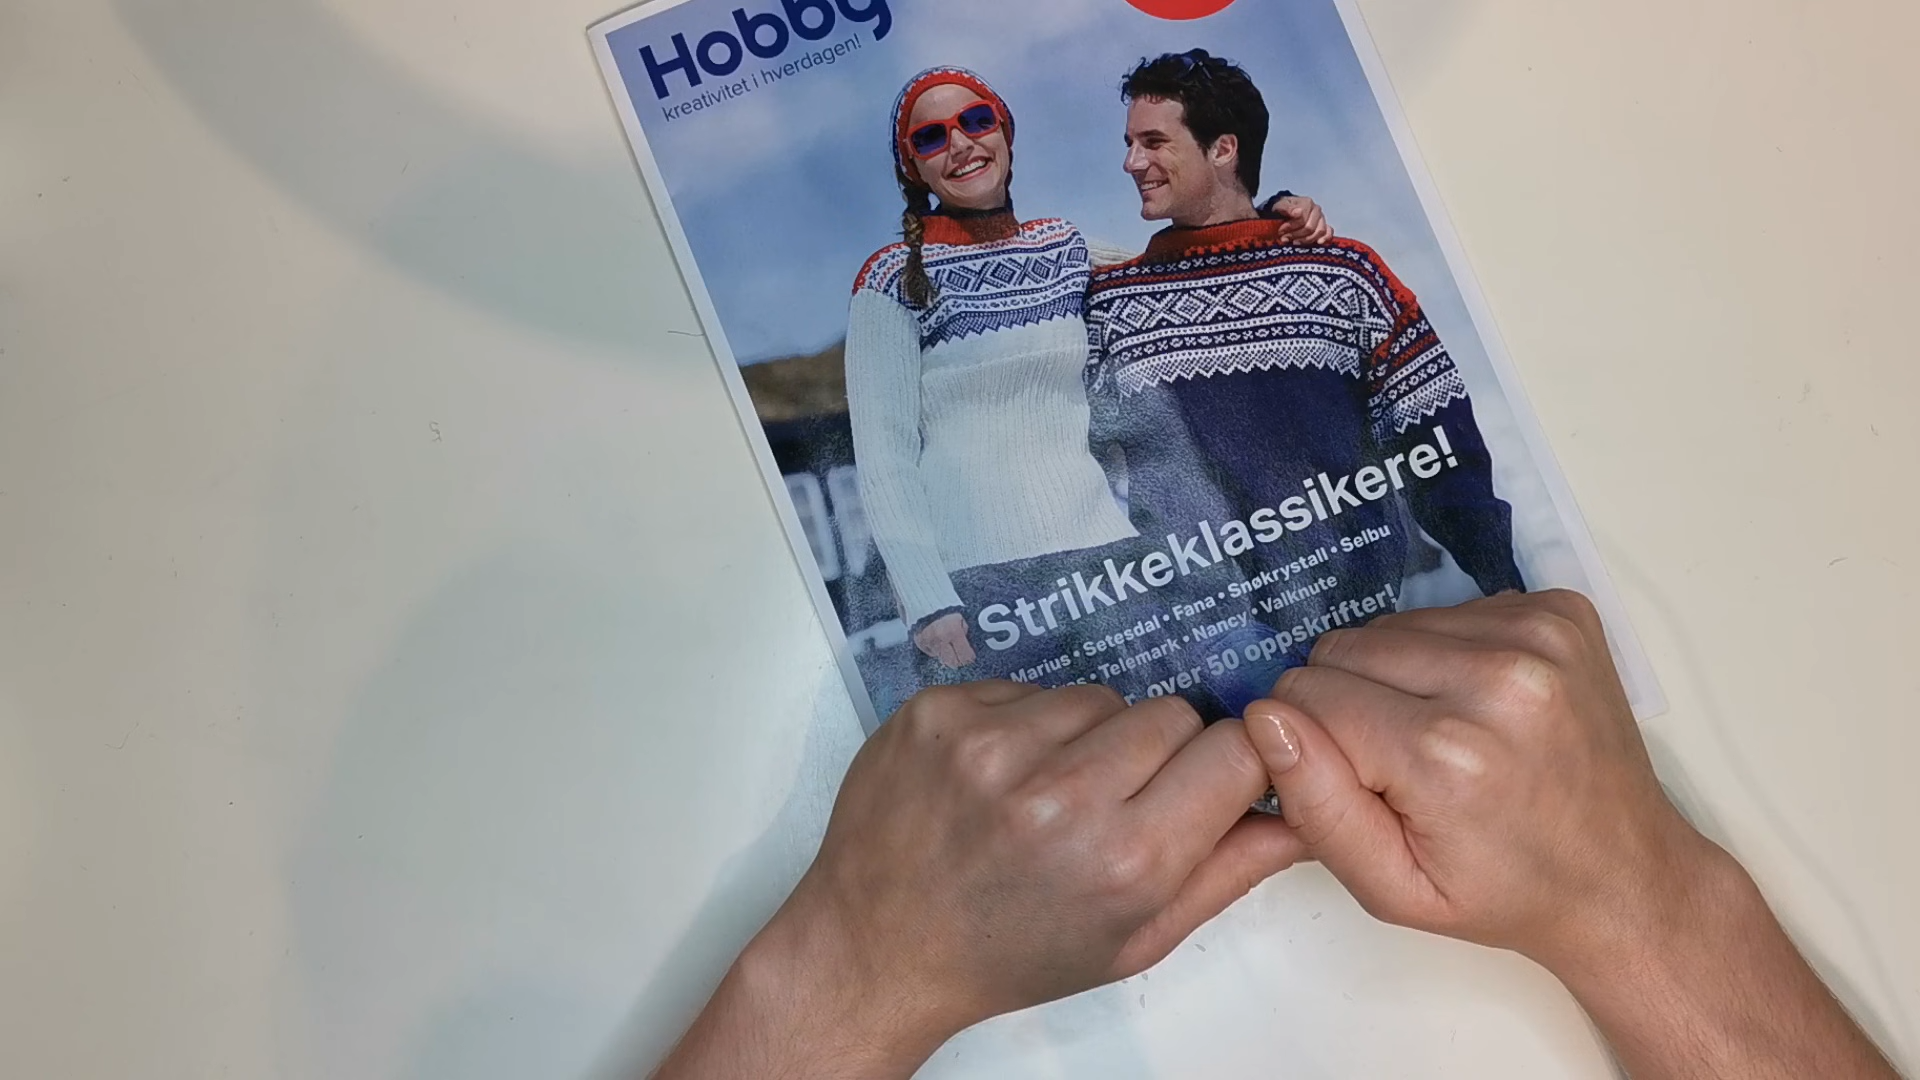 Hobby
kreativitet i hverdagen!
Strikkeklassikere!
Marius • Setesdal • Fana • Snøkrystall • Selbu
• Telemark • Nancy • Valknute
over 50 oppskrifter!